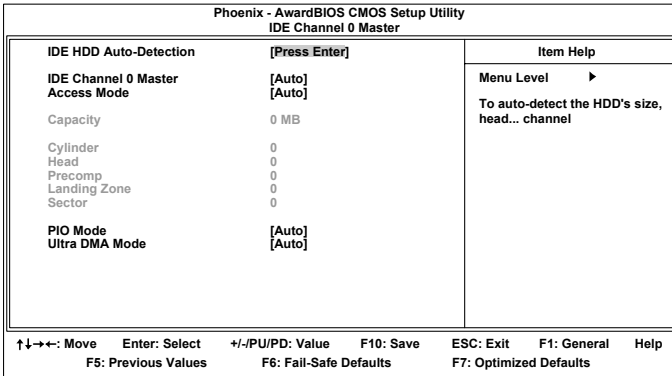 Phoenix - AwardBIOS CMOS Setup Utility
IDE Channel 0 Master
IDE HDD Auto-Detection [Press Enter]
IDE Channel 0 Master [Auto]
Access Mode [Auto]
Capacity 0 MB
Cylinder 0
Head 0
Precomp 0
Landing Zone 0
Sector 0
PIO Mode [Auto]
Ultra DMA Mode [Auto]
Item Help
Menu Level ►
To auto-detect the HDD's size,
head... channel
↑↓→←: Move Enter: Select +/-/PU/PD: Value F10: Save ESC: Exit F1: General Help
F5: Previous Values F6: Fail-Safe Defaults F7: Optimized Defaults